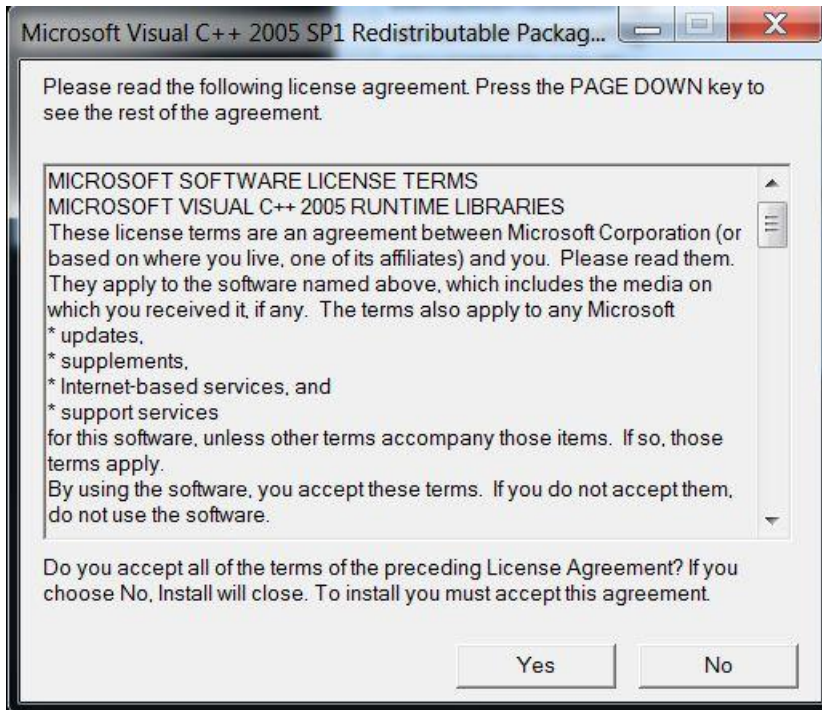 Microsoft Visual C++ 2005 SP1 Redistributable Packag...
Please read the following license agreement. Press the PAGE DOWN key to
see the rest of the agreement.
MICROSOFT SOFTWARE LICENSE TERMS
MICROSOFT VISUAL C++ 2005 RUNTIME LIBRARIES
These license terms are an agreement between Microsoft Corporation (or
based on where you live, one of its affiliates) and you.  Please read them.
They apply to the software named above, which includes the media on
which you received it, if any.  The terms also apply to any Microsoft
* updates,
* supplements,
* Internet-based services, and
* support services
for this software, unless other terms accompany those items.  If so, those
terms apply.
By using the software, you accept these terms.  If you do not accept them,
do not use the software.
Do you accept all of the terms of the preceding License Agreement? If you
choose No, Install will close. To install you must accept this agreement.
Yes
No